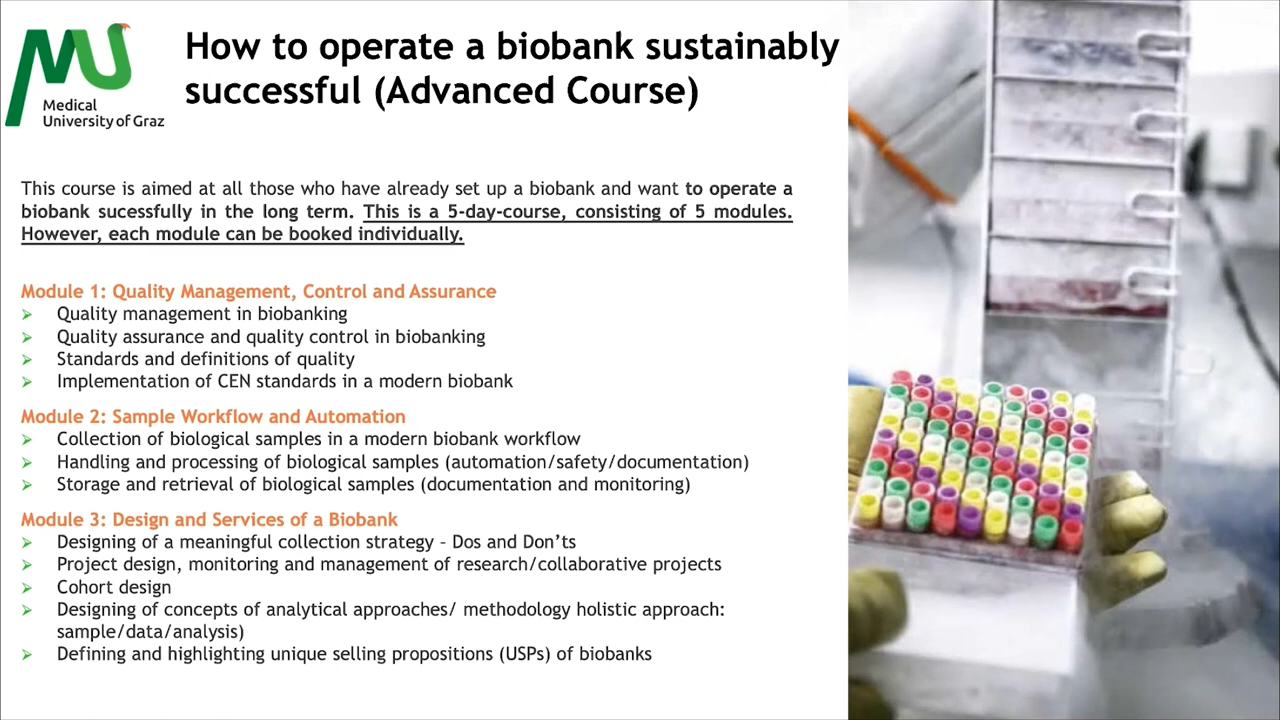 Medical
University of Graz
How to operate a biobank sustainably
successful (Advanced Course)
This course is aimed at all those who have already set up a biobank and want to operate a
biobank sucessfully in the long term. This is a 5-day-course, consisting of 5 modules.
However, each module can be booked individually.
Module 1: Quality Management, Control and Assurance
Quality management in biobanking
Quality assurance and quality control in biobanking
Standards and definitions of quality
Implementation of CEN standards in a modern biobank
Module 2: Sample Workflow and Automation
Collection of biological samples in a modern biobank workflow
Handling and processing of biological samples (automation/safety/documentation)
Storage and retrieval of biological samples (documentation and monitoring)
Module 3: Design and Services of a Biobank
Designing of a meaningful collection strategy – Dos and Don’ts
Project design, monitoring and management of research/collaborative projects
Cohort design
Designing of concepts of analytical approaches/ methodology holistic approach:
sample/data/analysis)
Defining and highlighting unique selling propositions (USPs) of biobanks